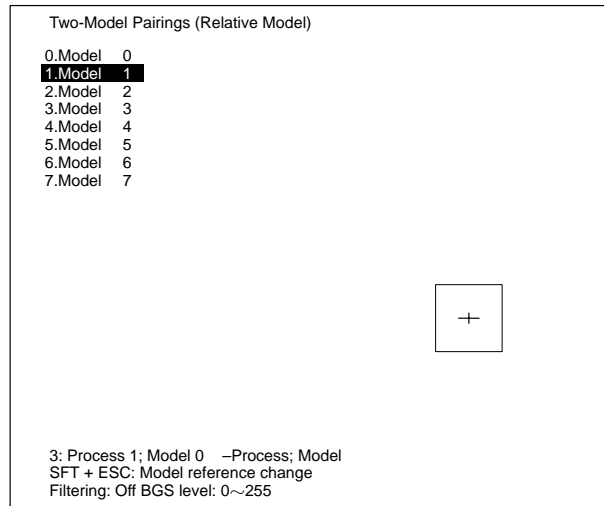 Two-Model Pairings (Relative Model)
0.Model 0
1.Model 1
2.Model 2
3.Model 3
4.Model 4
5.Model 5
6.Model 6
7.Model 7
3: Process 1; Model 0 –Process; Model
SFT + ESC: Model reference change
Filtering: Off BGS level: 0∼255